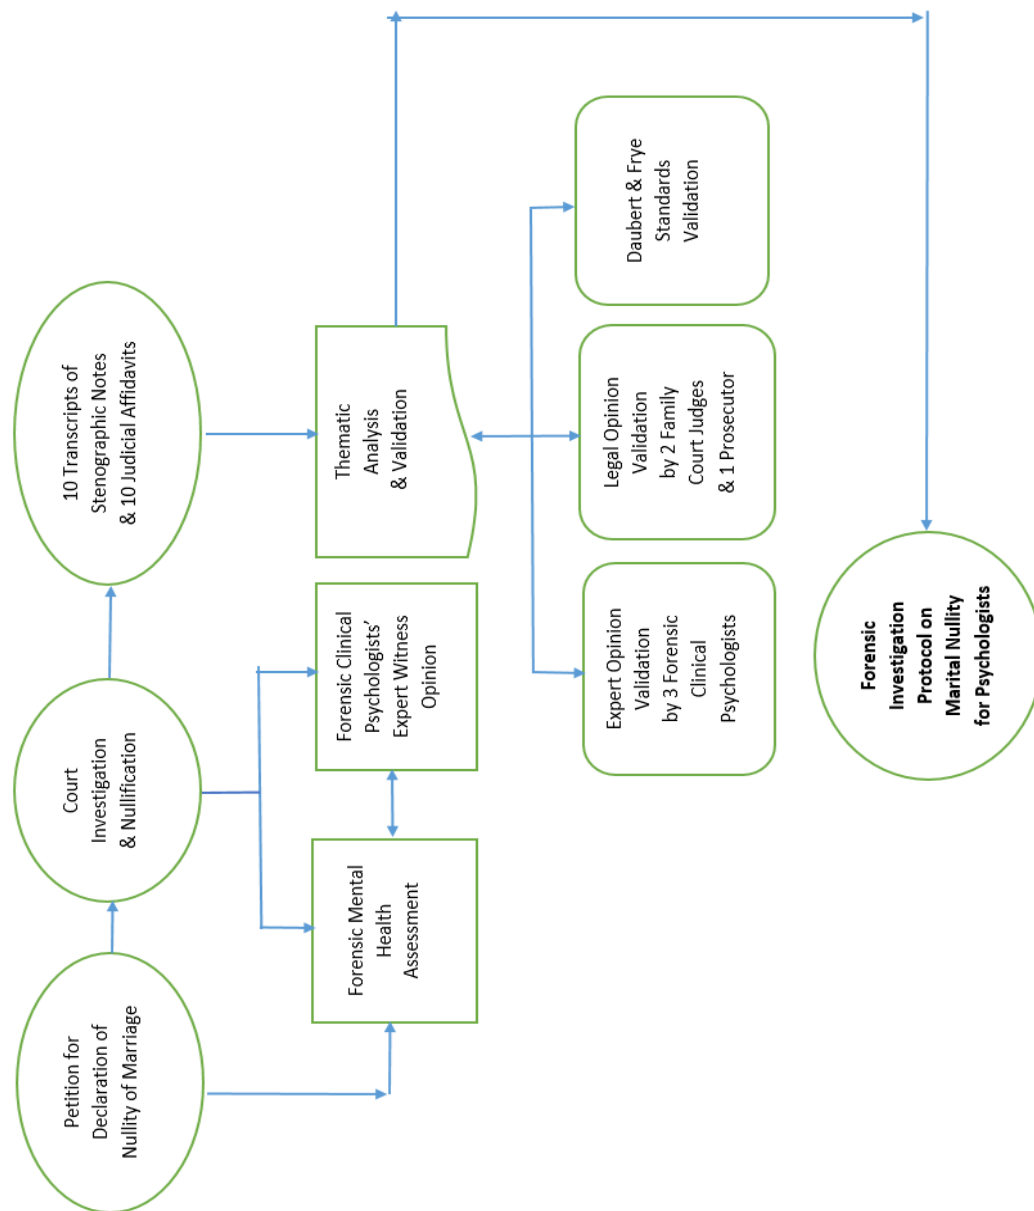 Petition for
Declaration of
Nullity of Marriage
Court
Investigation
& Nullification
10 Transcripts of
Stenographic Notes
& 10 Judicial Affidavits
Forensic Mental
Health
Assessment
Forensic Clinical
Psychologists’
Expert Witness
Opinion
Thematic
Analysis
& Validation
Expert Opinion
Validation
by 3 Forensic
Clinical
Psychologists
Legal Opinion
Validation
by 2 Family
Court Judges
& 1 Prosecutor
Daubert & Frye
Standards
Validation
Forensic
Investigation
Protocol on
Marital Nullity
for Psychologists